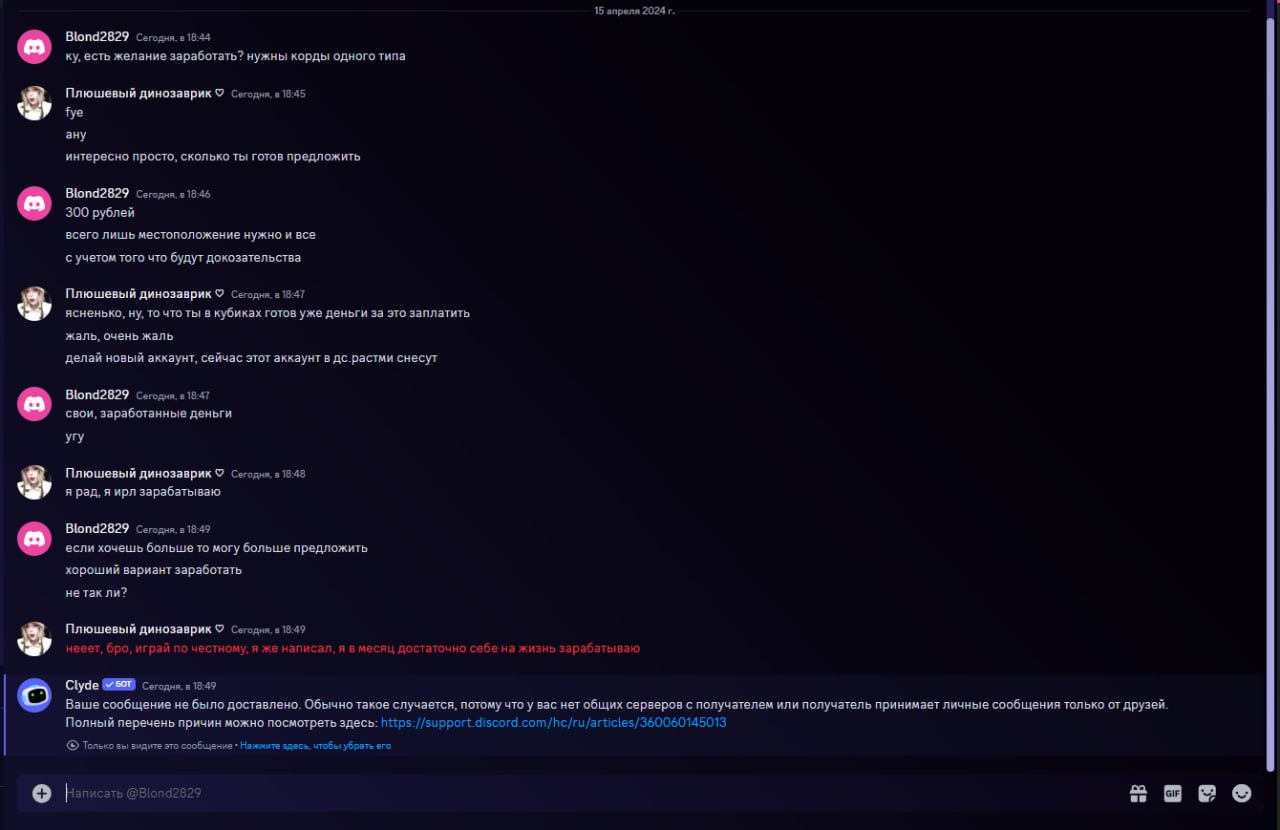 15 апреля 2024 г.
Blond2829 Сегодня, в 18:44
ку, есть желание заработать? нужны корды одного типа
Плюшевый динозаврик ♡ Сегодня, в 18:45
fye
ану
интересно просто, сколько ты готов предложить
Blond2829 Сегодня, в 18:46
300 рублей
всего лишь местоположение нужно и все
с учетом того что будут докозательства
Плюшевый динозаврик ♡ Сегодня, в 18:47
ясненько, ну, то что ты в кубиках готов уже деньги за это заплатить
жаль, очень жаль
делай новый аккаунт, сейчас этот аккаунт в дс.растми снесут
Blond2829 Сегодня, в 18:47
свои, заработанные деньги
угу
Плюшевый динозаврик ♡ Сегодня, в 18:48
я рад, я ирл зарабатываю
Blond2829 Сегодня, в 18:49
если хочешь больше то могу больше предложить
хороший вариант заработать
не так ли?
Плюшевый динозаврик ♡ Сегодня, в 18:49
нееет, бро, играй по честному, я же написал, я в месяц достаточно себе на жизнь зарабатываю
Clyde ✓ БОТ Сегодня, в 18:49
Ваше сообщение не было доставлено. Обычно такое случается, потому что у вас нет общих серверов с получателем или получатель принимает личные сообщения только от друзей.
Полный перечень причин можно посмотреть здесь: https://support.discord.com/hc/ru/articles/360060145013
Только вы видите это сообщение • Нажмите здесь, чтобы убрать его
Написать @Blond2829
GIF